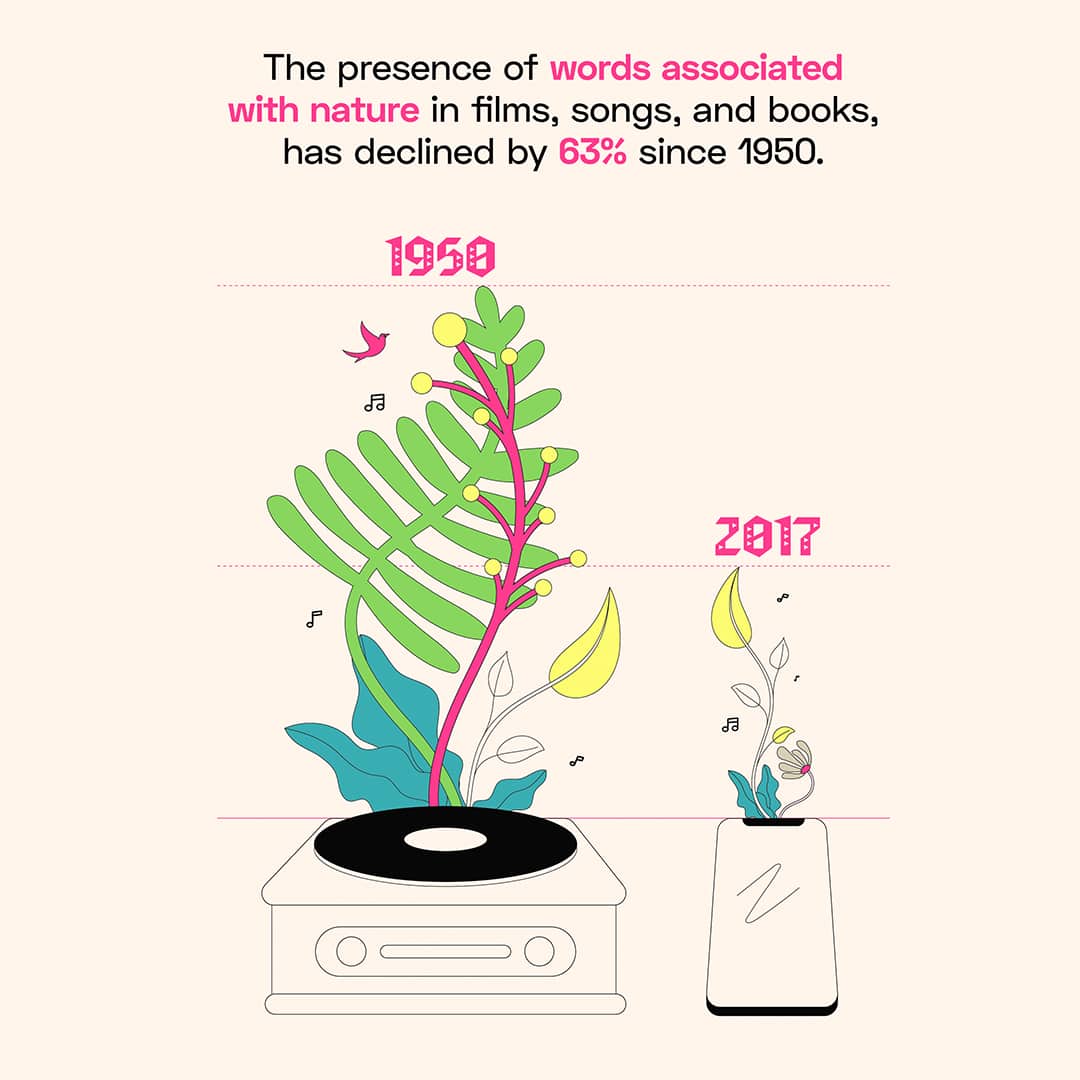 The presence of words associated
with nature in films, songs, and books,
has declined by 63% since 1950.
1950
2017